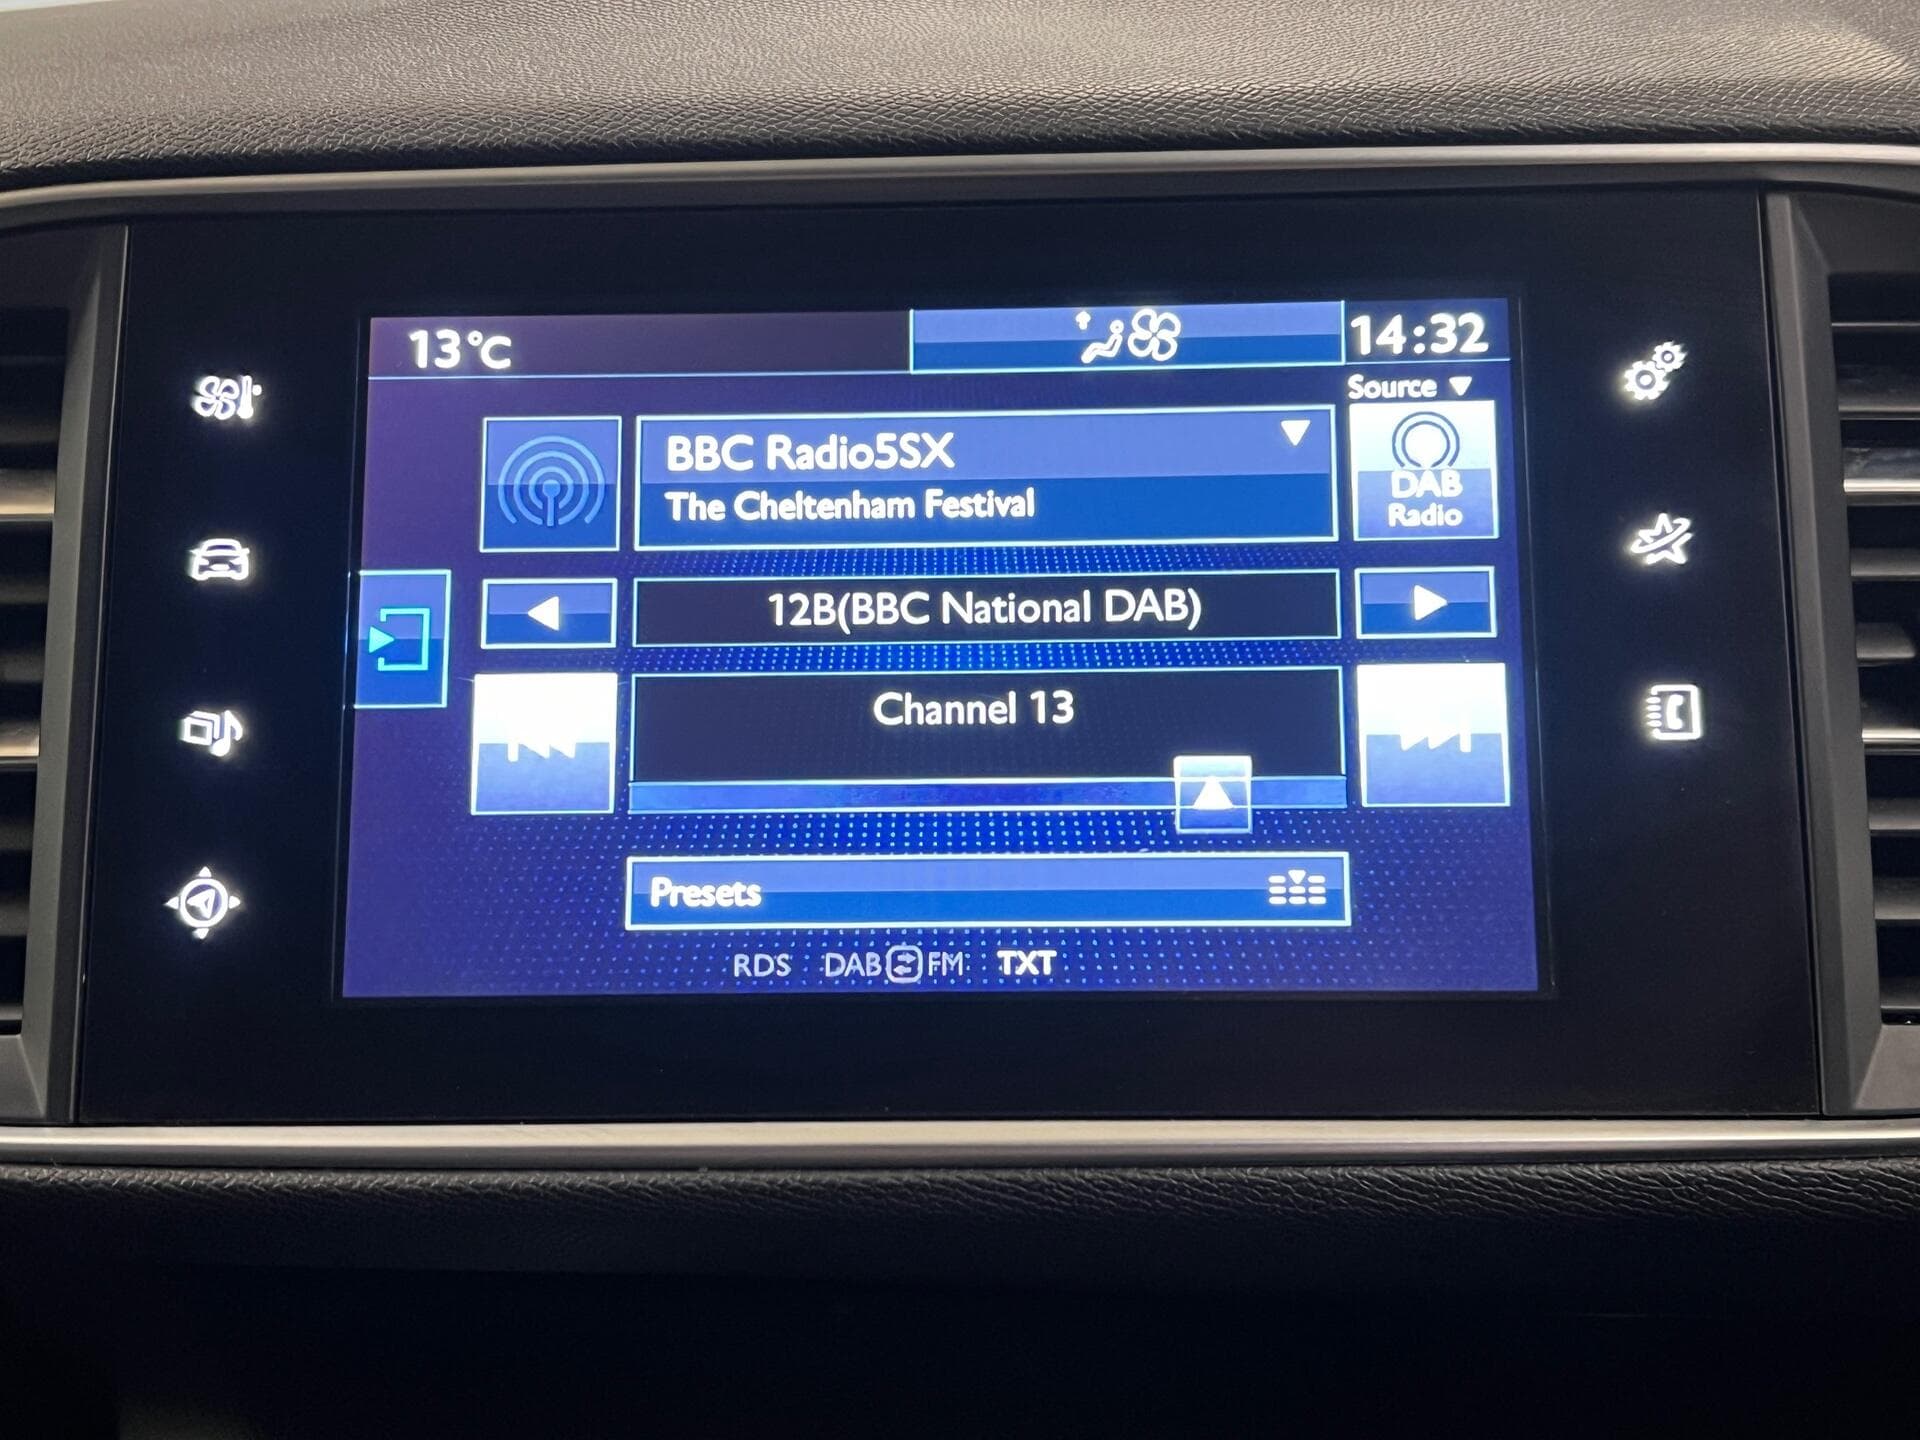 13°C
14:32
Source
BBC Radio5SX
The Cheltenham Festival
DAB
Radio
12B(BBC National DAB)
Channel 13
Presets
RDS DAB FM TXT